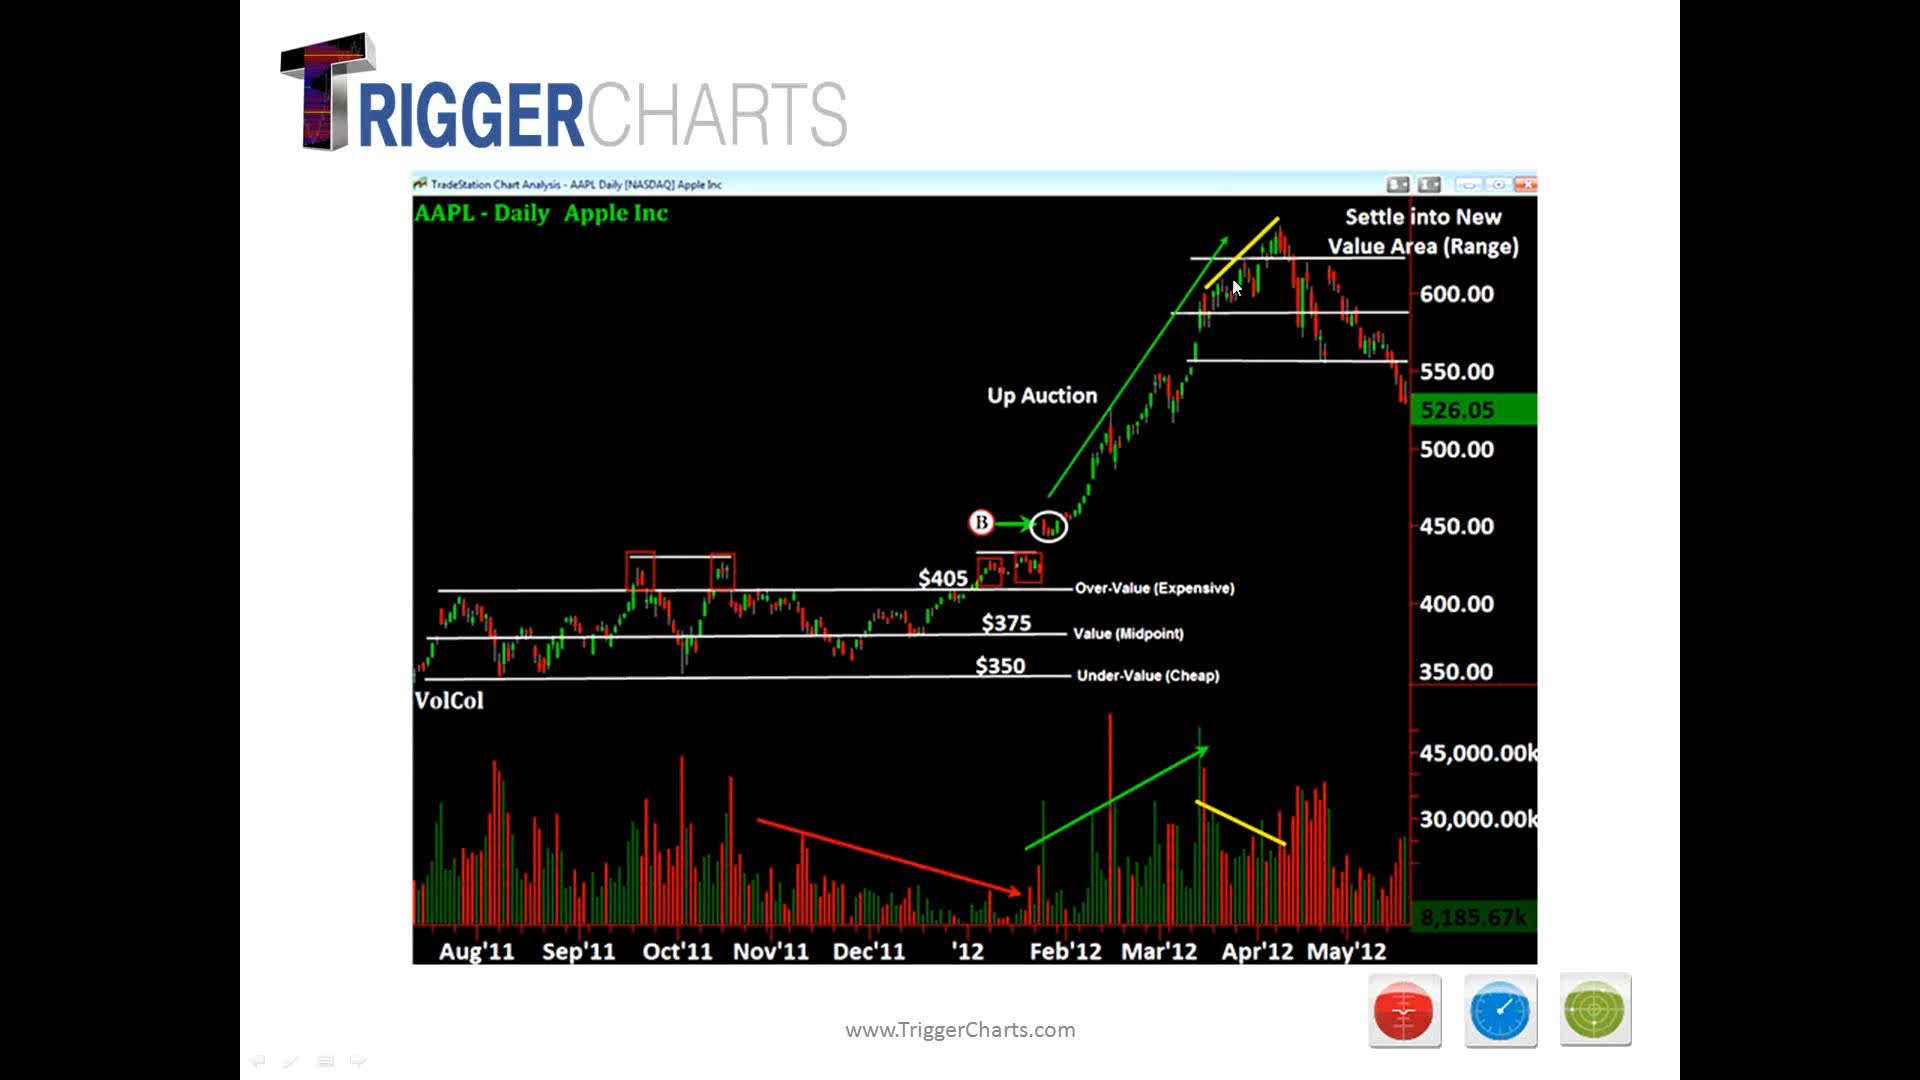 TRIGGERCHARTS
TradeStation Chart Analysis - AAPL Daily [NASDAQ] Apple Inc
AAPL - Daily Apple Inc
Settle into New
Value Area (Range)
600.00
550.00
Up Auction
526.05
500.00
B
450.00
$405
Over-Value (Expensive)
400.00
$375
Value (Midpoint)
$350
Under-Value (Cheap)
350.00
VolCol
45,000.00k
30,000.00k
8,185.67k
Aug'11 Sep'11 Oct'11 Nov'11 Dec'11 '12 Feb'12 Mar'12 Apr'12 May'12
www.TriggerCharts.com